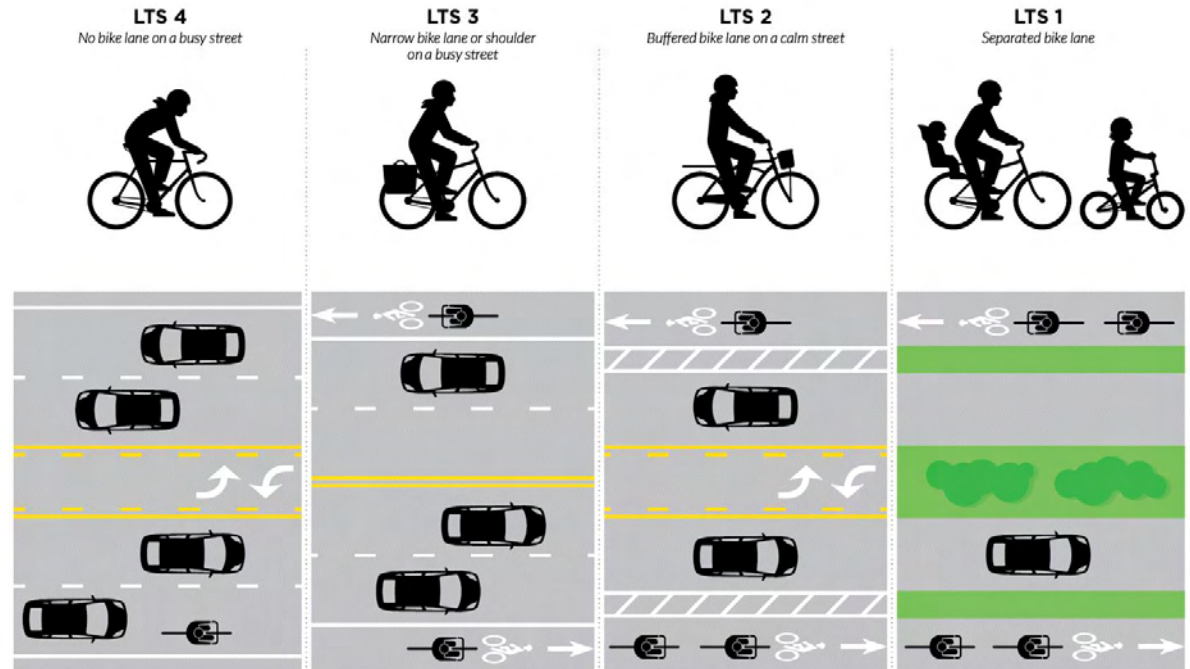 LTS 4
No bike lane on a busy street
LTS 3
Narrow bike lane or shoulder
on a busy street
LTS 2
Buffered bike lane on a calm street
LTS 1
Separated bike lane